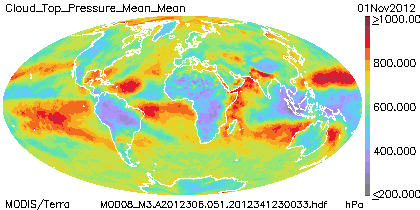 Cloud_Top_Pressure_Mean_Mean 01Nov2012
≥1000.00
800.000
600.000
400.000
≤200.000
MODIS/Terra MOD08_M3.A2012306.051.2012341230033.hdf hPa